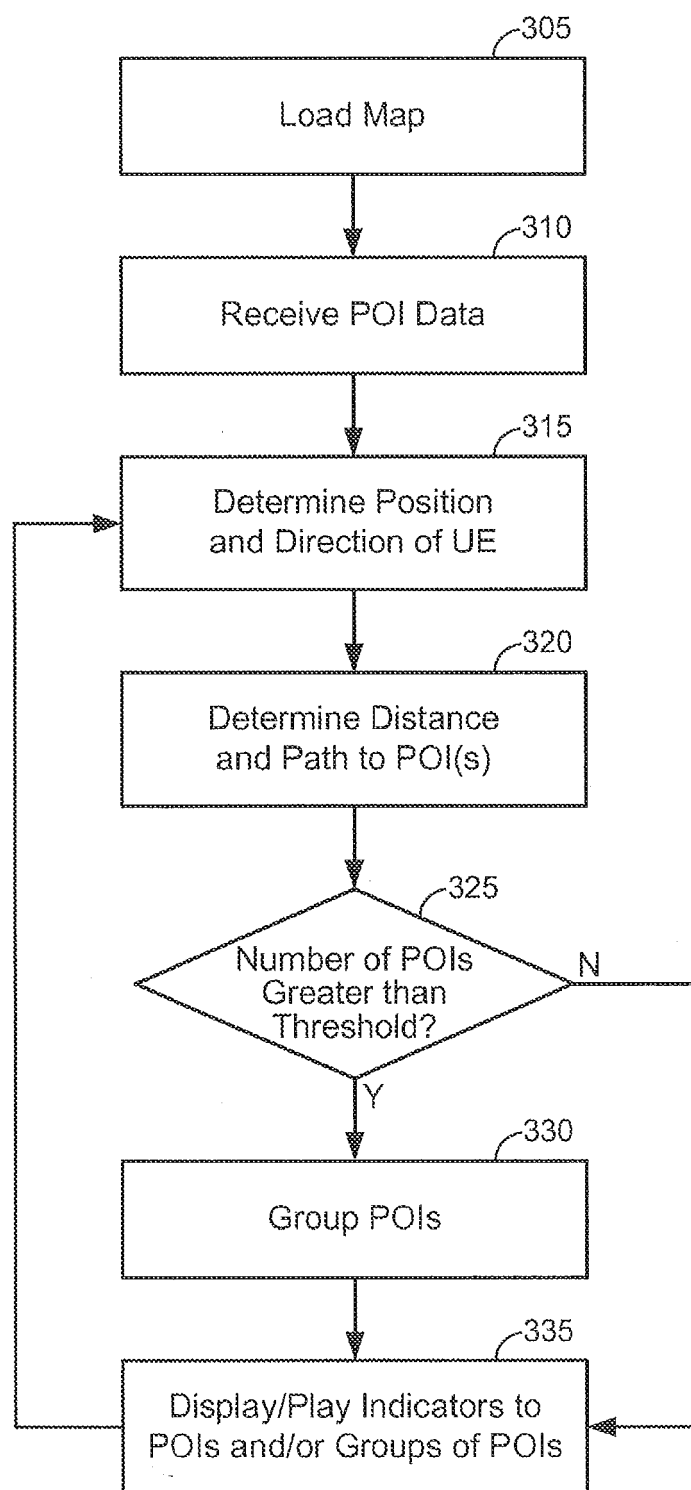 305
Load Map
310
Receive POI Data
315
Determine Position
and Direction of UE
320
Determine Distance
and Path to POI(s)
325
Number of POIs
Greater than
Threshold?
N
Y
330
Group POIs
335
Display/Play Indicators to
POIs and/or Groups of POIs